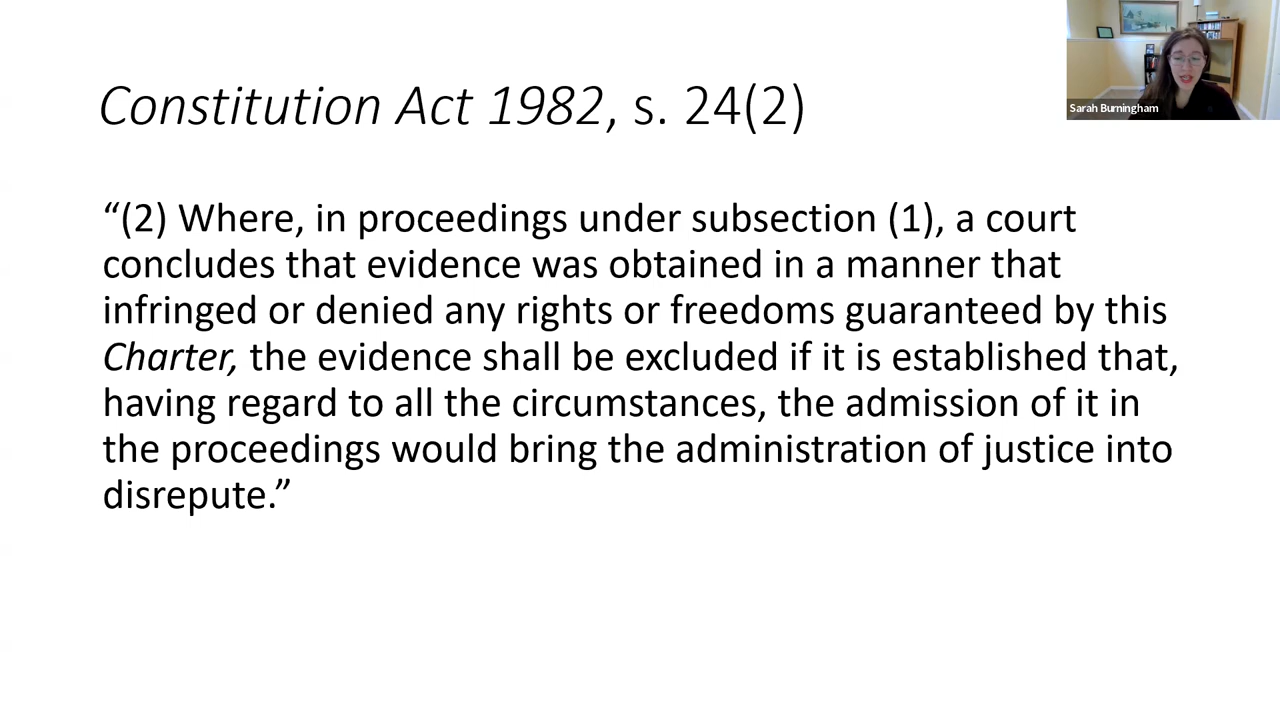 Constitution Act 1982, s. 24(2)
Sarah Burningham
“(2) Where, in proceedings under subsection (1), a court
concludes that evidence was obtained in a manner that
infringed or denied any rights or freedoms guaranteed by this
Charter, the evidence shall be excluded if it is established that,
having regard to all the circumstances, the admission of it in
the proceedings would bring the administration of justice into
disrepute.”